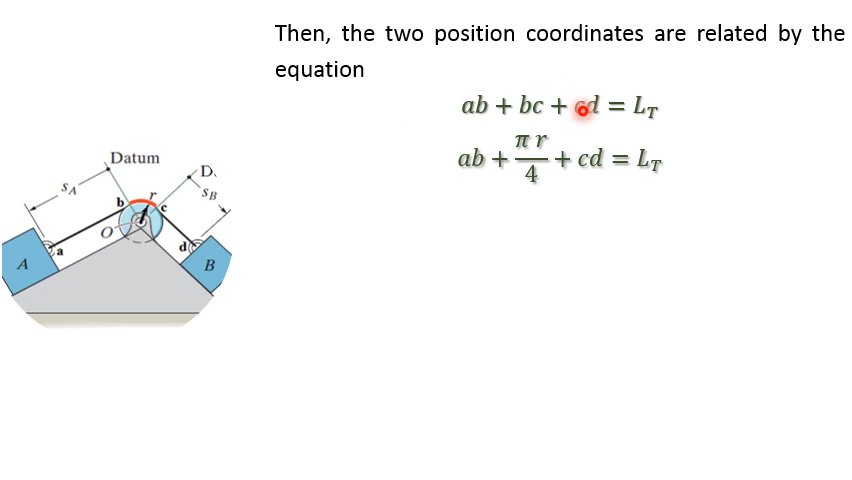 Then, the two position coordinates are related by the
equation
ab + bc + cd = L_T
ab + π r / 4 + cd = L_T
Datum
D.
s_A
s_B
b
r
c
O
a
d
A
B